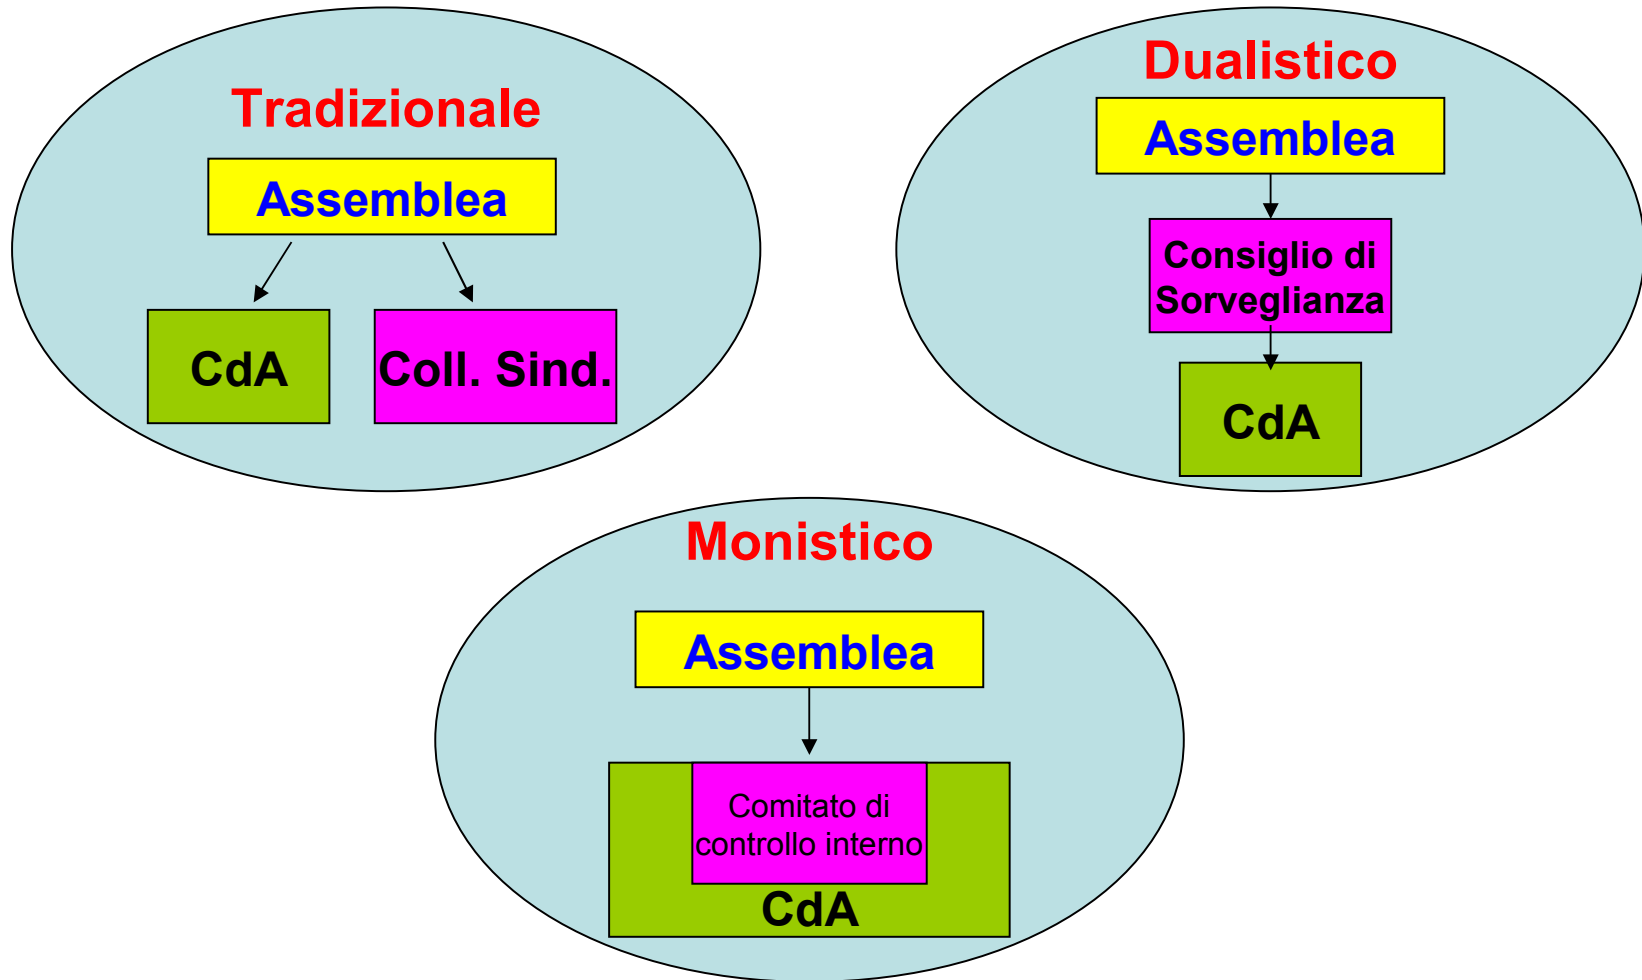 Tradizionale
Assemblea
CdA
Coll. Sind.
Dualistico
Assemblea
Consiglio di
Sorveglianza
CdA
Monistico
Assemblea
Comitato di
controllo interno
CdA